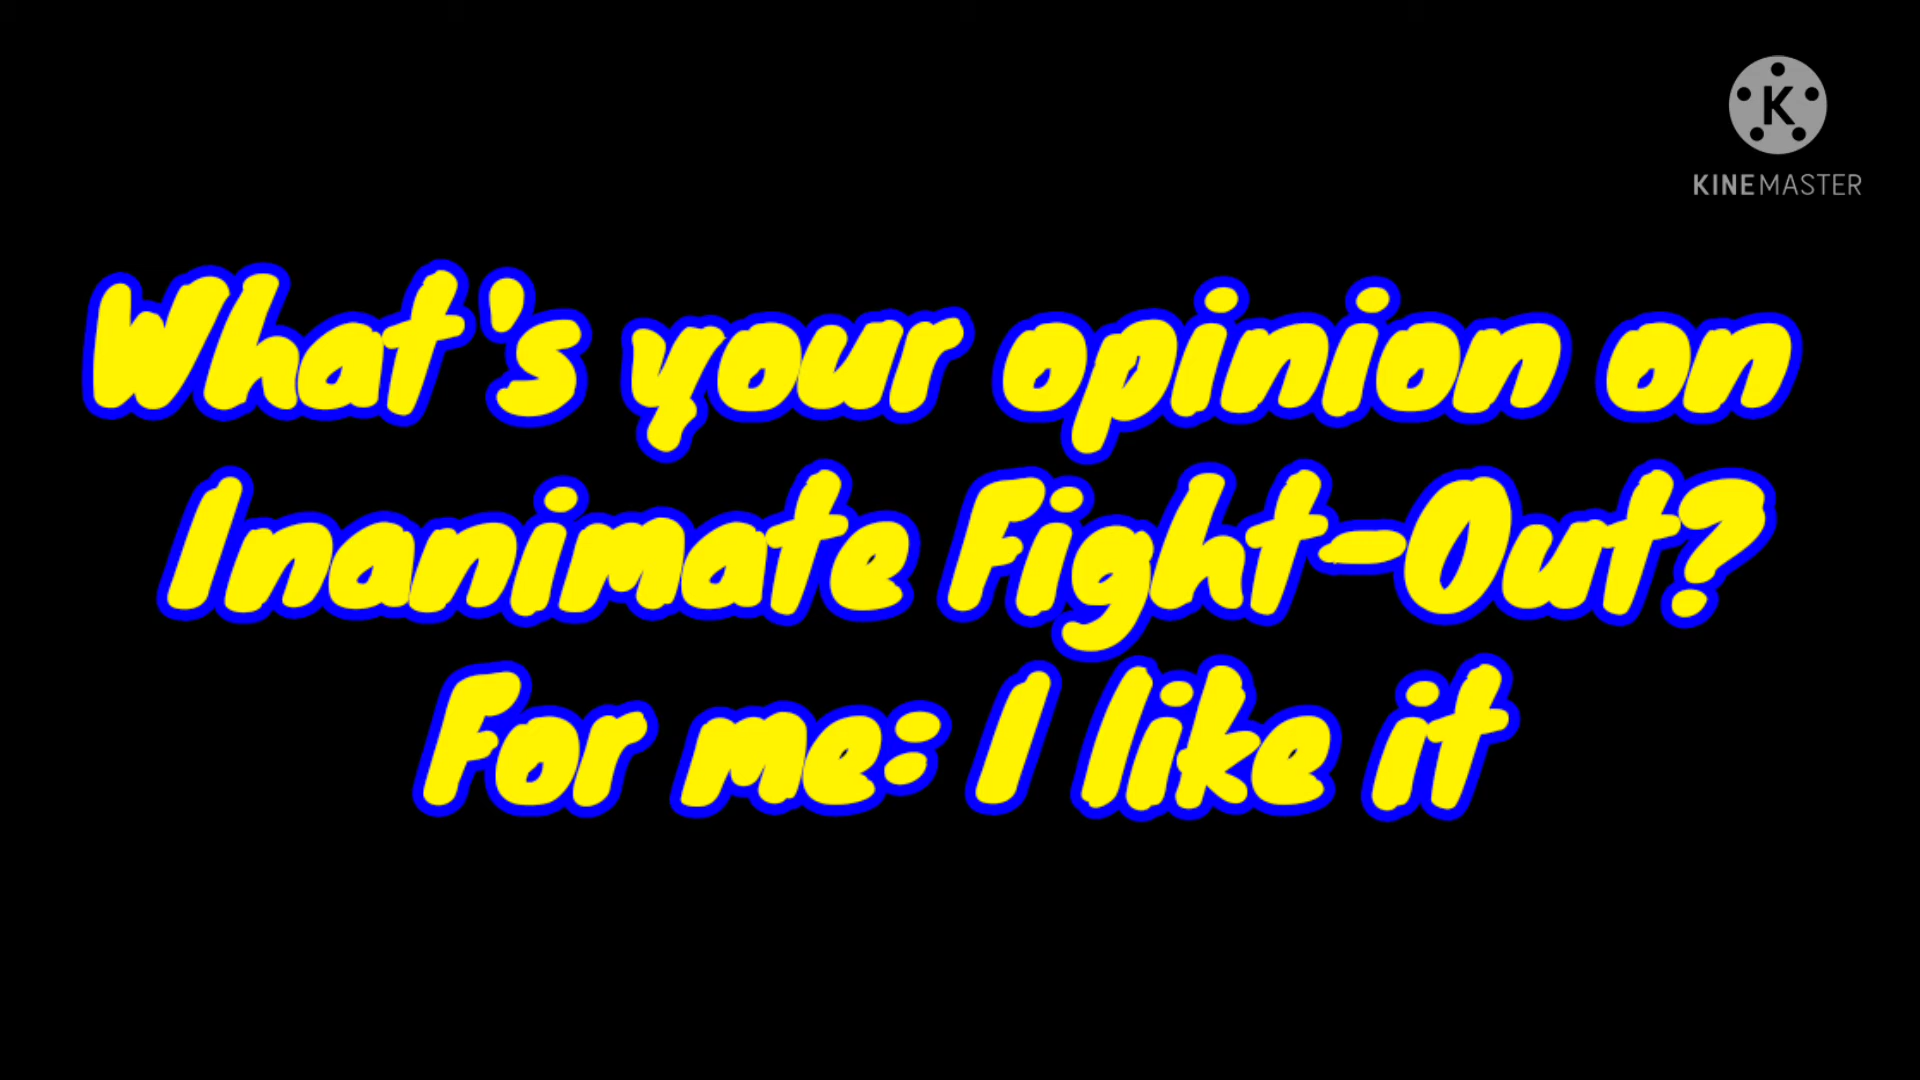 K
KINEMASTER
What's your opinion on
Inanimate Fight-Out?
For me: I like it